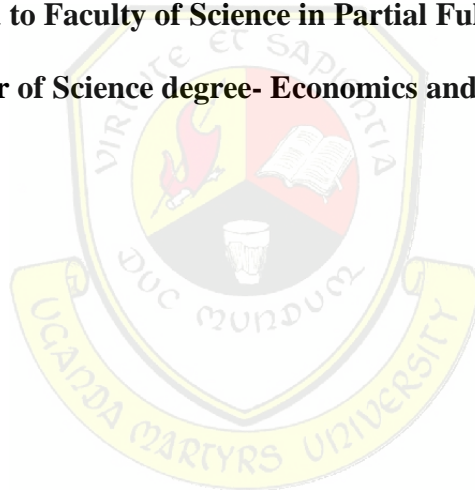 to Faculty of Science in Partial
of Science degree- Economics and
VIRTUTE ET SAPIENTIA
DUC MUNDUM
UGANDA MARTYRS UNIVERSITY